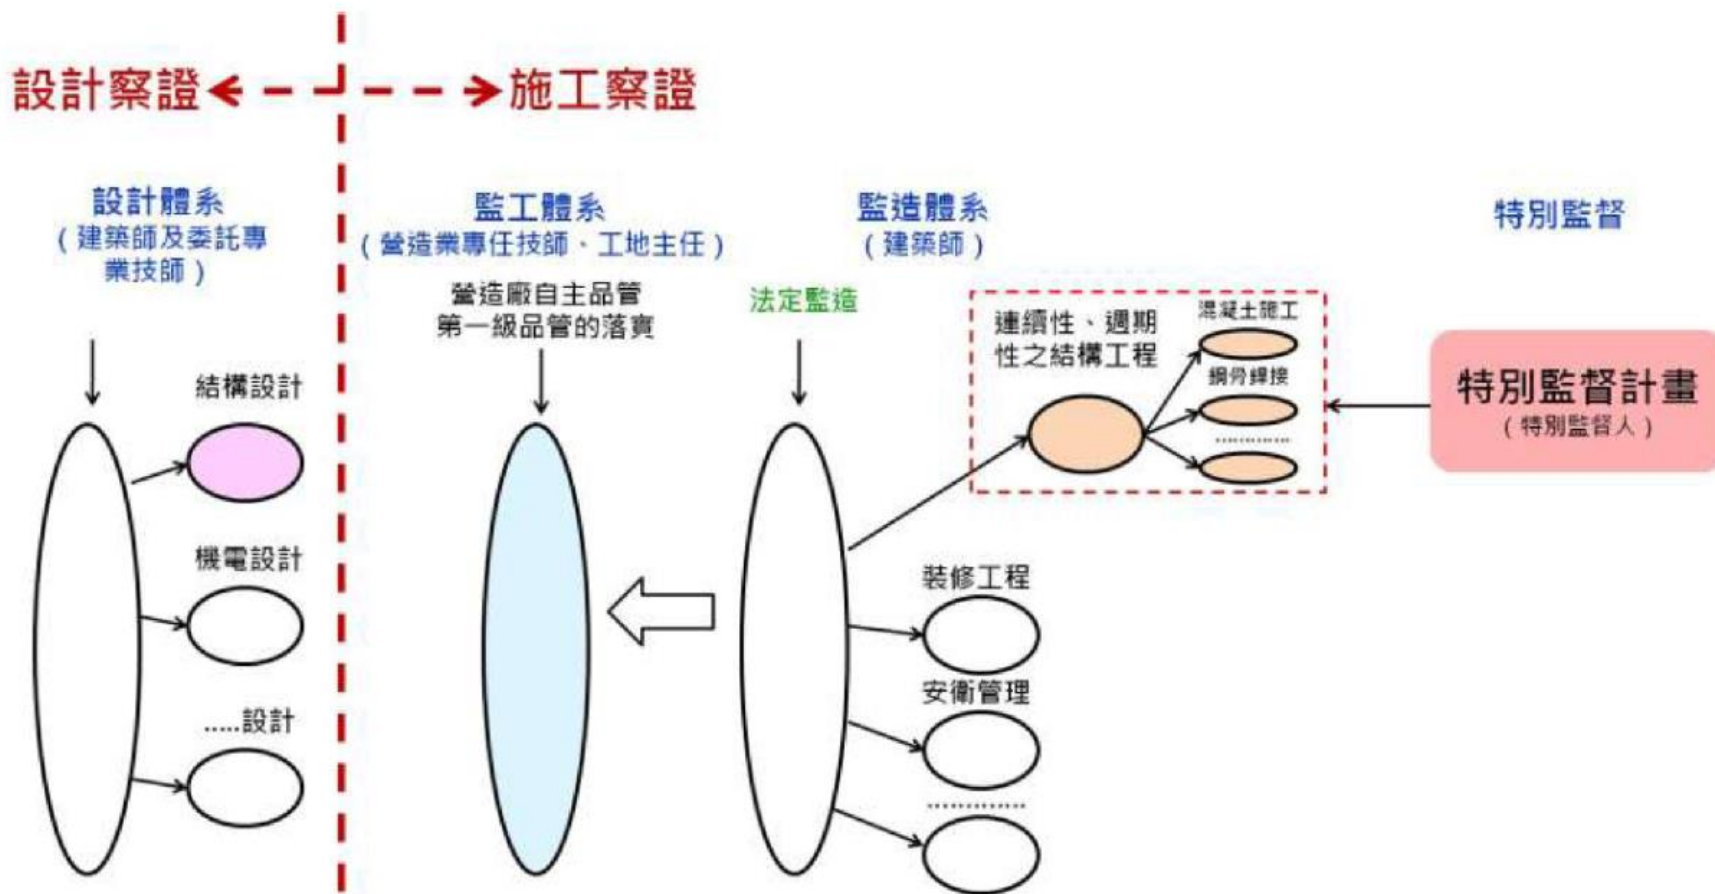 設計察證
施工察證
設計體系
(建築師及委託專
業技師)
結構設計
機電設計
.....設計
監工體系
(營造業專任技師、工地主任)
營造廠自主品管
第一級品管的落實
監造體系
(建築師)
法定監造
連續性、週期
性之結構工程
混凝土施工
鋼骨銲接
............
裝修工程
安衛管理
.............
特別監督
特別監督計畫
(特別監督人)